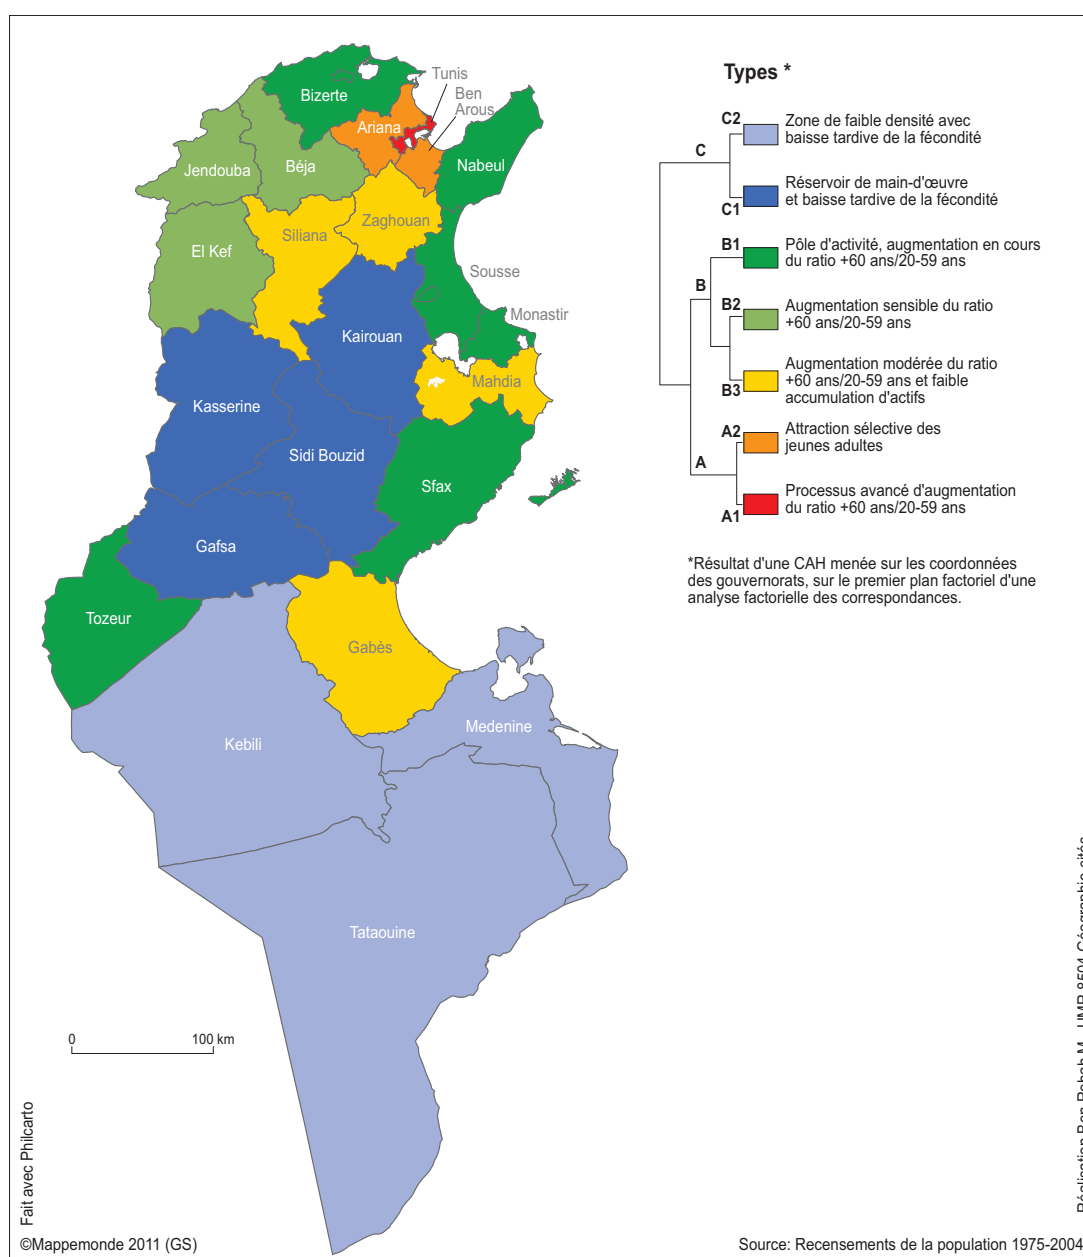 Tunis
Ben
Arous
Bizerte
Ariana
Nabeul
Jendouba
Béja
Zaghouan
Siliana
El Kef
Sousse
Monastir
Kairouan
Mahdia
Kasserine
Sidi Bouzid
Sfax
Gafsa
Tozeur
Gabès
Medenine
Kebili
Tataouine
Types *
C2
Zone de faible densité avec
baisse tardive de la fécondité
C
Réservoir de main-d'œuvre
et baisse tardive de la fécondité
C1
B1
Pôle d'activité, augmentation en cours
du ratio +60 ans/20-59 ans
B
B2
Augmentation sensible du ratio
+60 ans/20-59 ans
Augmentation modérée du ratio
+60 ans/20-59 ans et faible
accumulation d'actifs
B3
A2
Attraction sélective des
jeunes adultes
A
Processus avancé d'augmentation
du ratio +60 ans/20-59 ans
A1
*Résultat d'une CAH menée sur les coordonnées
des gouvernorats, sur le premier plan factoriel d'une
analyse factorielle des correspondances.
0 100 km
Fait avec Philcarto
©Mappemonde 2011 (GS)
Source: Recensements de la population 1975-2004
Réalisation Ben Rebah M., UMR 8504 Géographie-cités